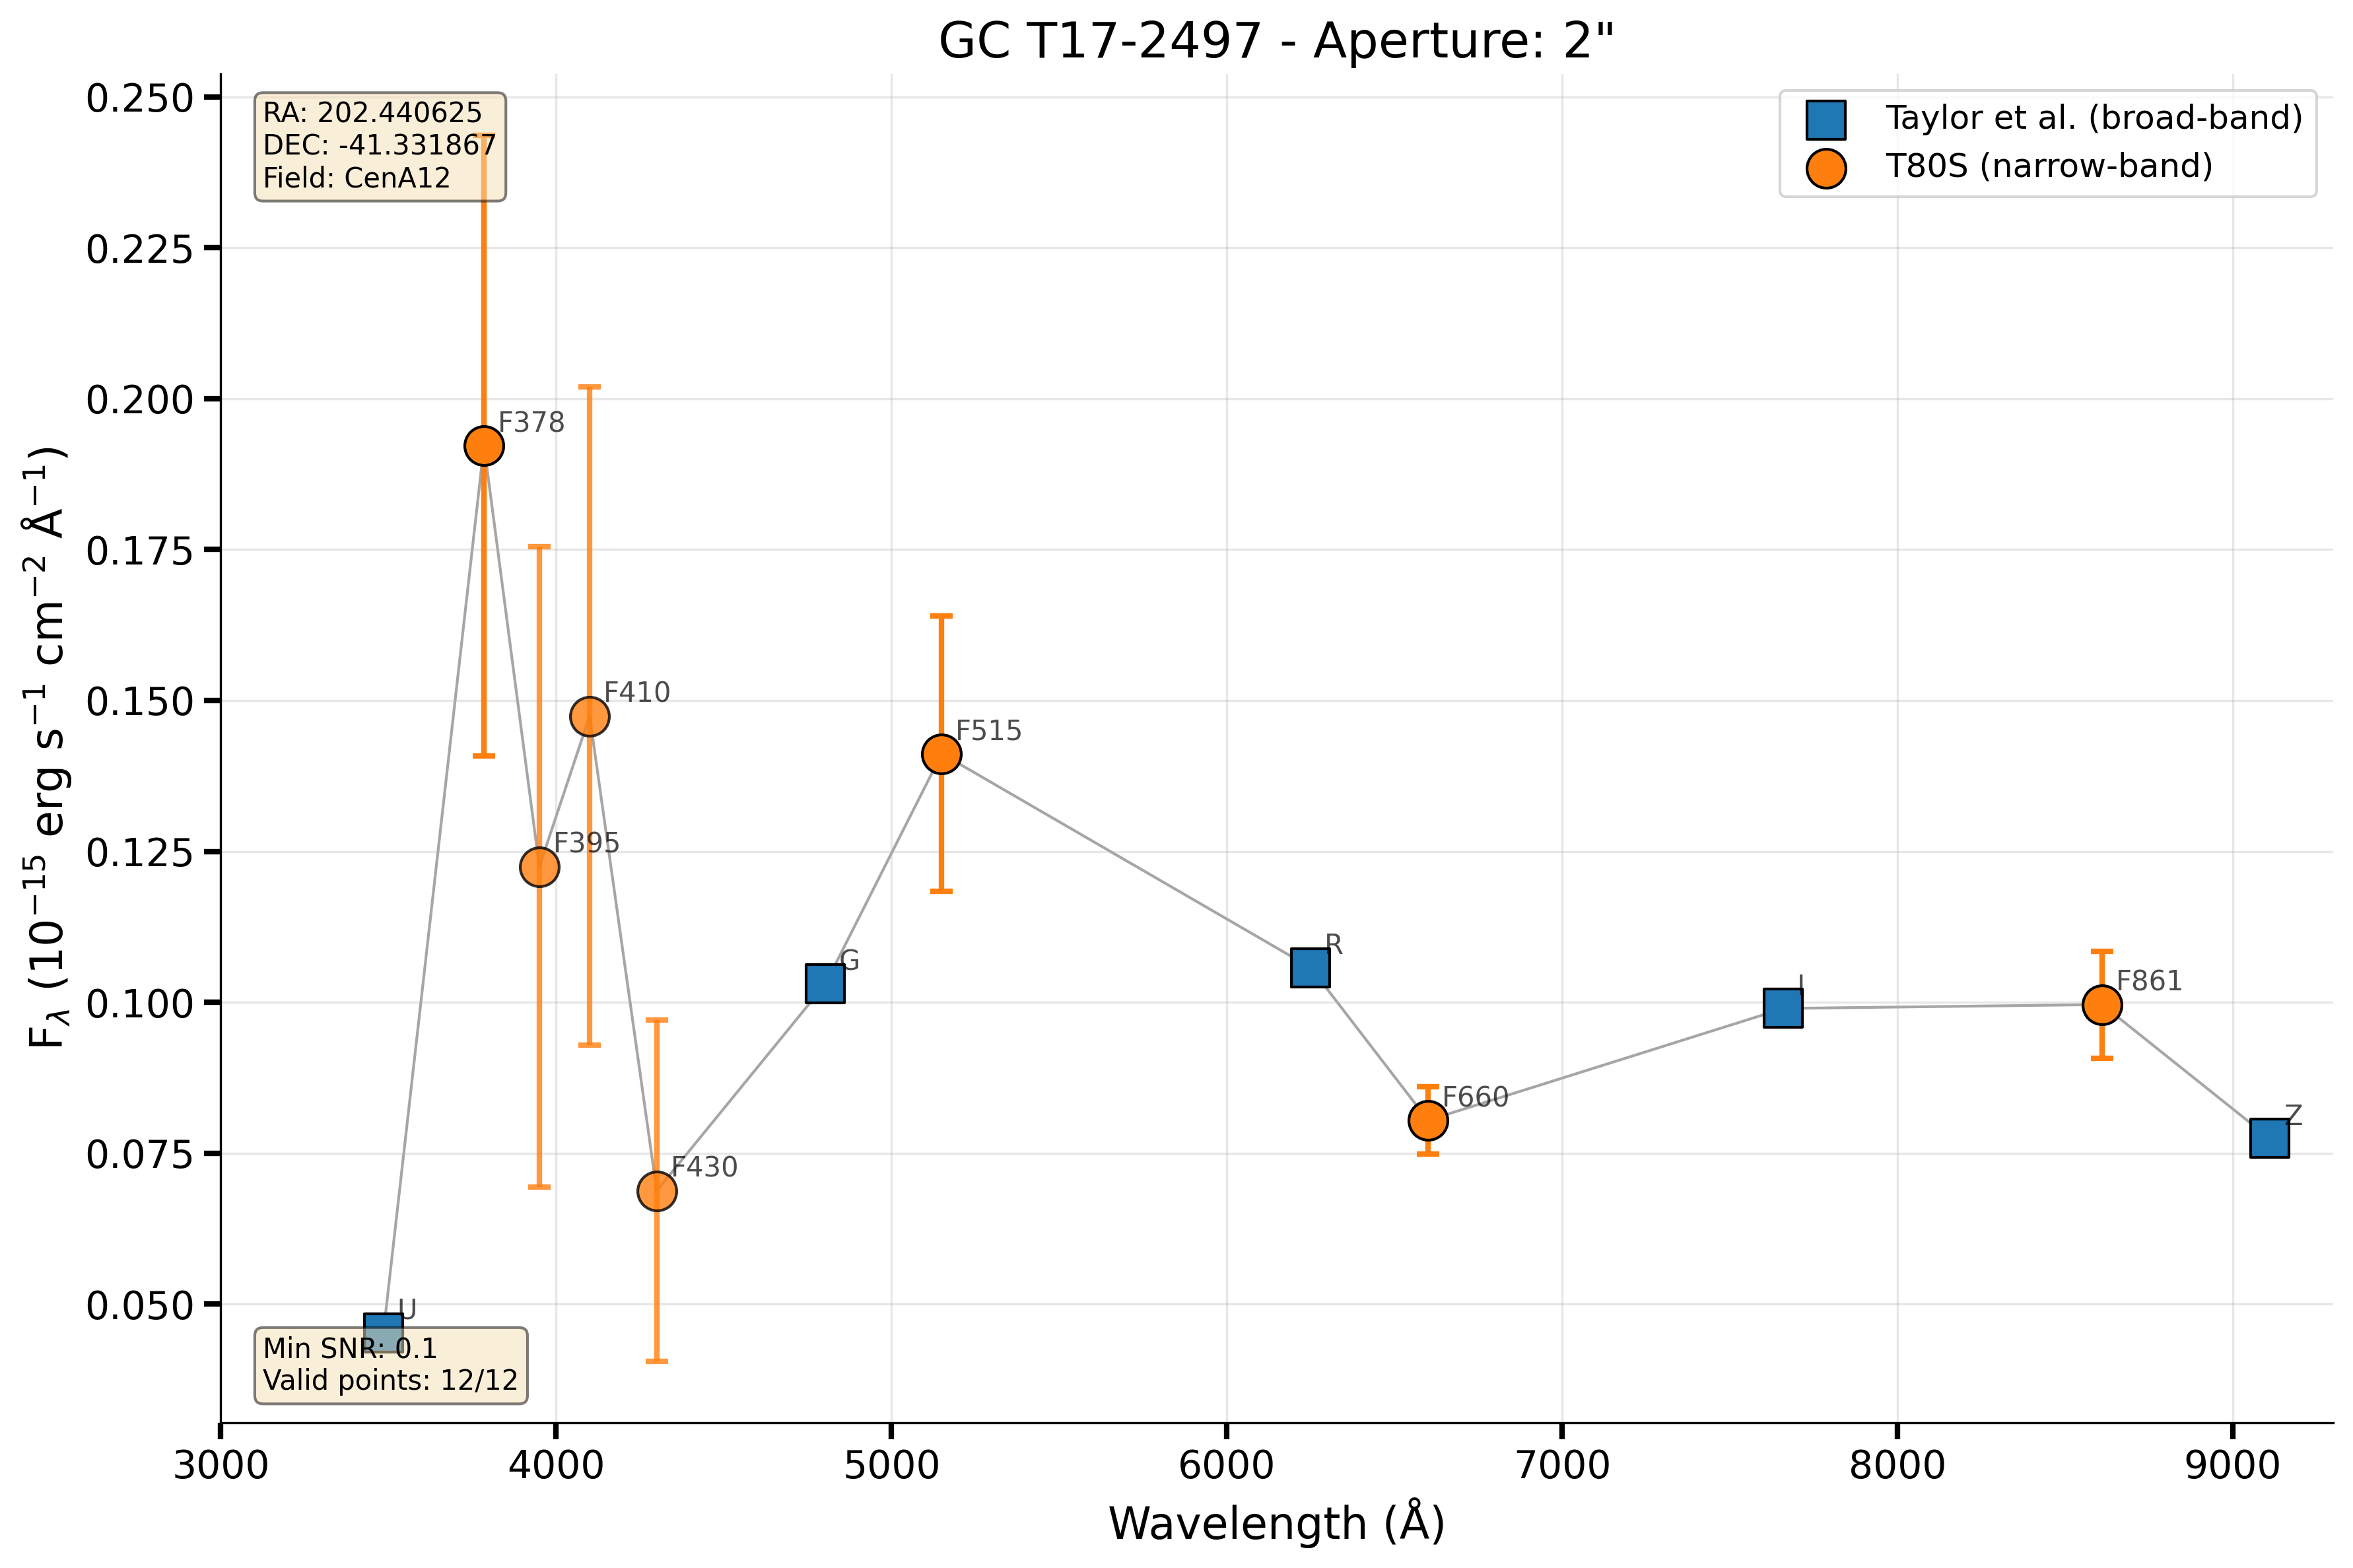 GC T17-2497 - Aperture: 2"
RA: 202.440625
DEC: -41.331867
Field: CenA12
Taylor et al. (broad-band)
T80S (narrow-band)
0.250
0.225
0.200
0.175
0.150
0.125
0.100
0.075
0.050
F_λ (10⁻¹⁵ erg s⁻¹ cm⁻² Å⁻¹)
U
F378
F395
F410
F430
G
F515
R
F660
I
F861
Z
Min SNR: 0.1
Valid points: 12/12
3000 4000 5000 6000 7000 8000 9000
Wavelength (Å)